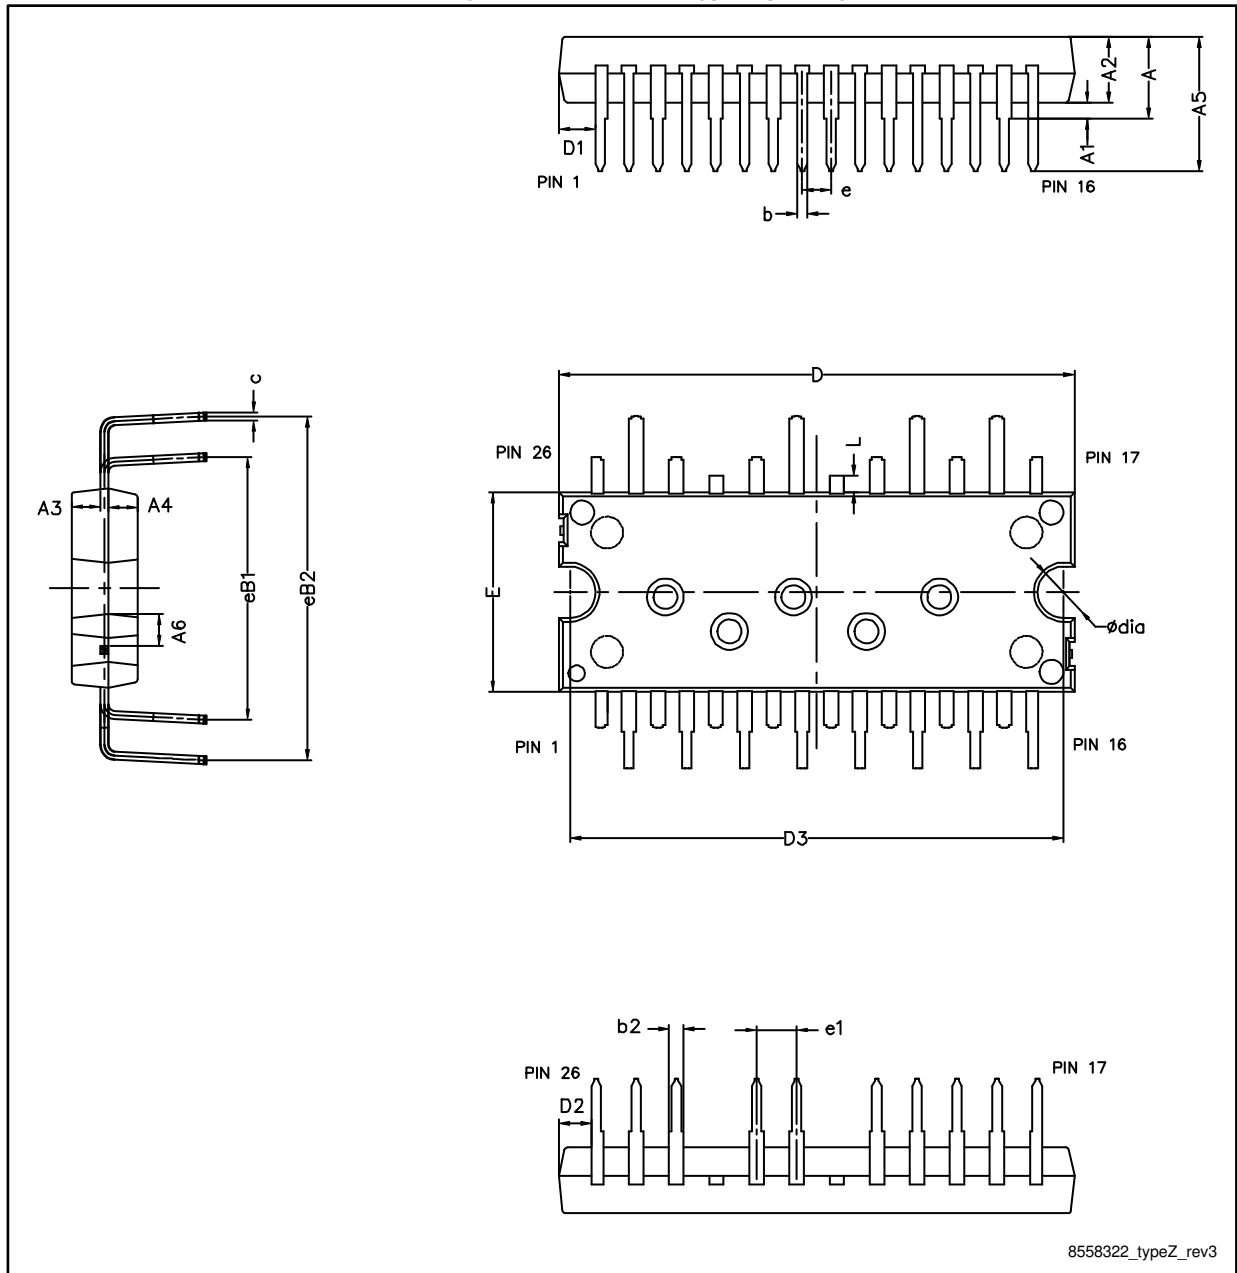 A2
A
A5
A1
D1
PIN 1
PIN 16
e
b
D
c
L
PIN 26
PIN 17
A3
A4
E
eB1
eB2
A6
ødia
PIN 1
PIN 16
D3
b2
e1
PIN 26
PIN 17
D2
8558322_typeZ_rev3